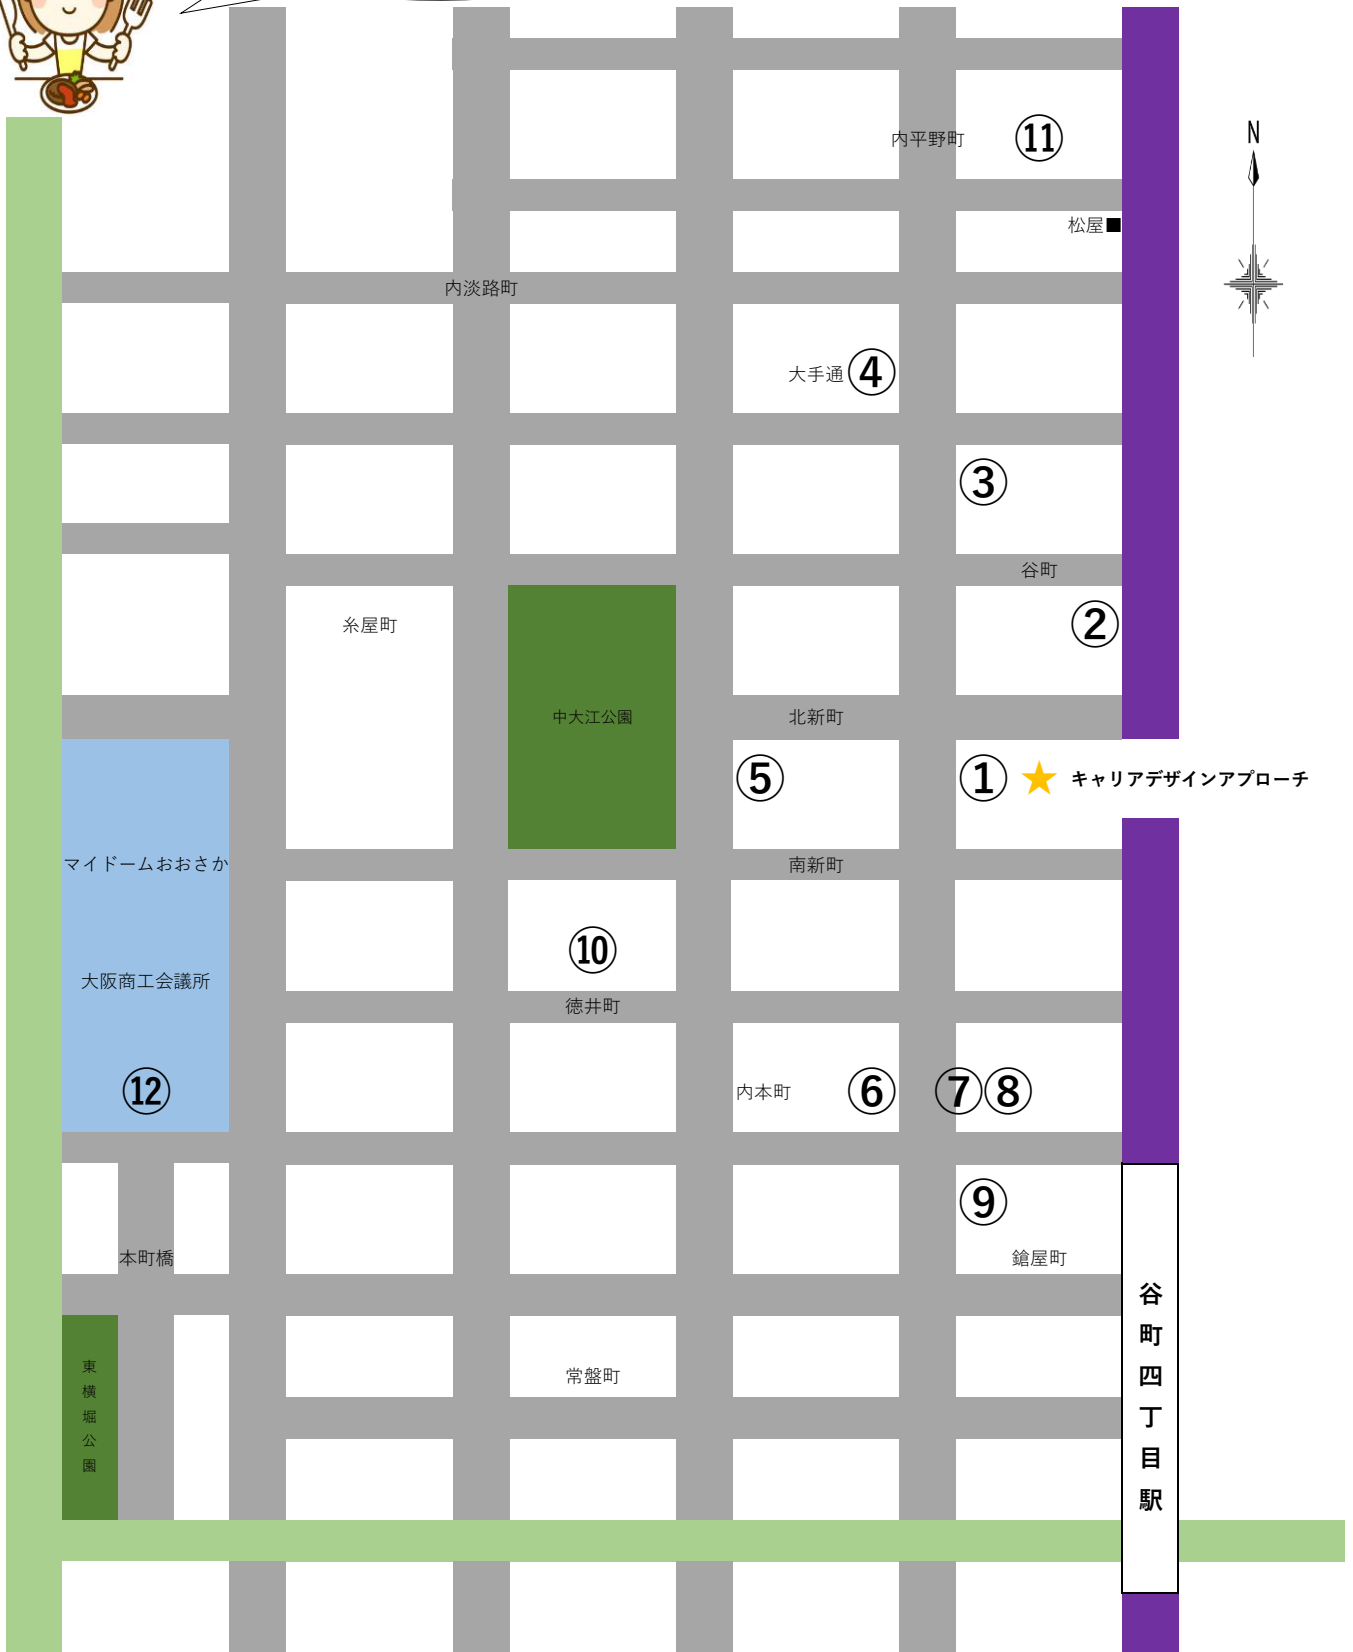 内平野町
⑪
N
松屋■
内淡路町
大手通
④
③
谷町
糸屋町
②
中大江公園
北新町
⑤
①
★
キャリアデザインアプローチ
マイドームおおさか
南新町
⑩
大阪商工会議所
徳井町
⑫
内本町
⑥
⑦
⑧
⑨
本町橋
鎗屋町
谷町四丁目駅
東横堀公園
常盤町